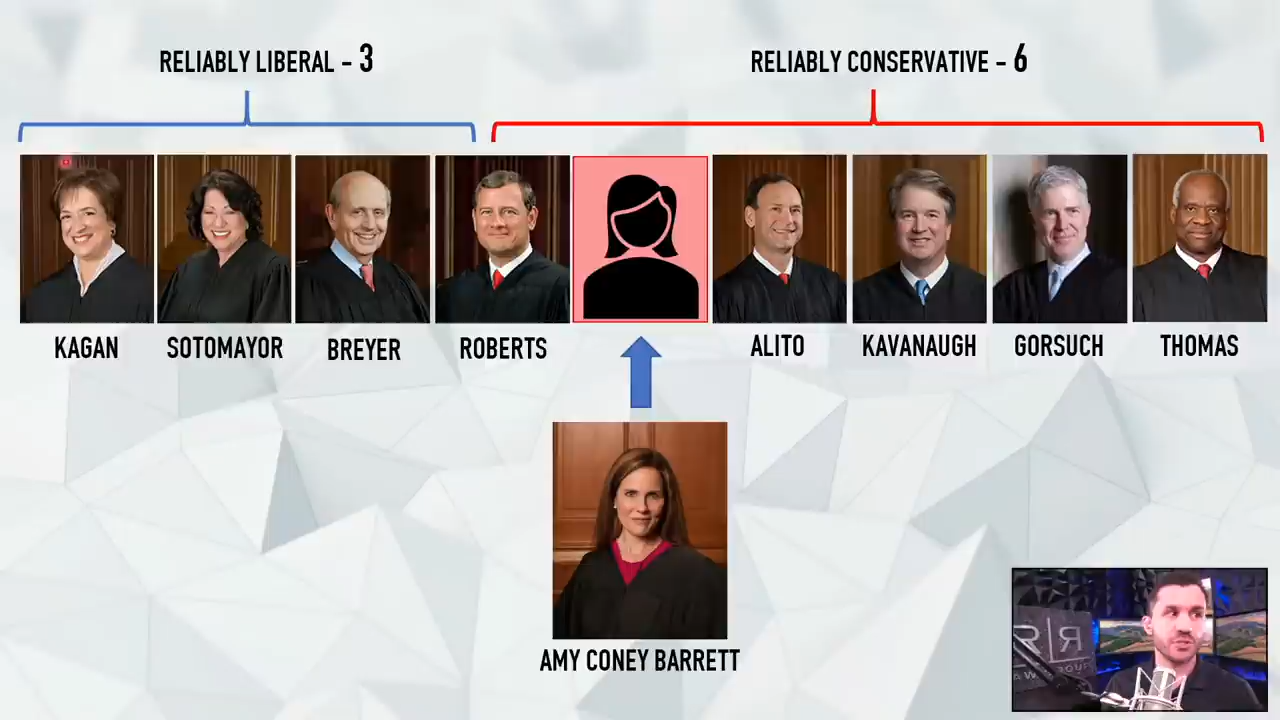 RELIABLY LIBERAL - 3
RELIABLY CONSERVATIVE - 6
KAGAN
SOTOMAYOR
BREYER
ROBERTS
ALITO
KAVANAUGH
GORSUCH
THOMAS
AMY CONEY BARRETT
R|R